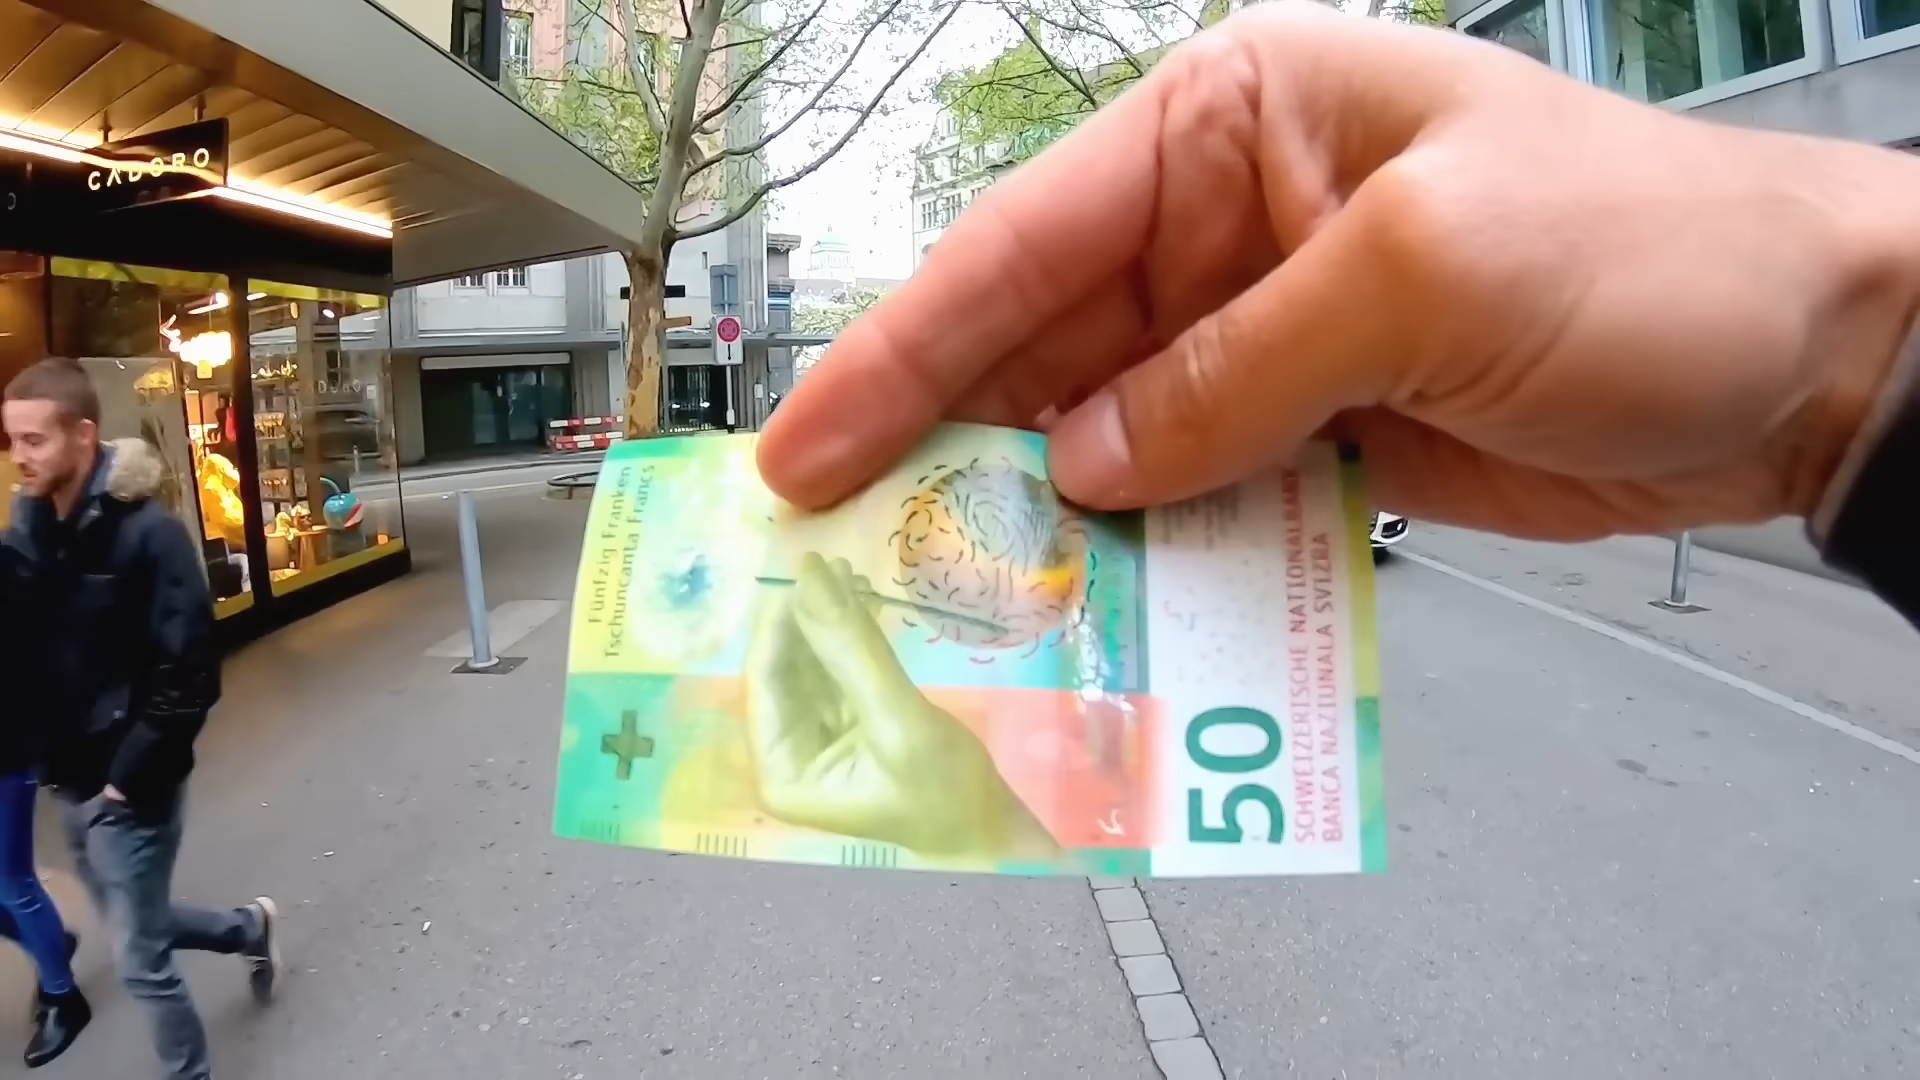 CADORO
Fünfzig Franken
Tschuncanta Francs
50
SCHWEIZERISCHE NATIONALBANK
BANCA NAZIUNALA SVIZRA